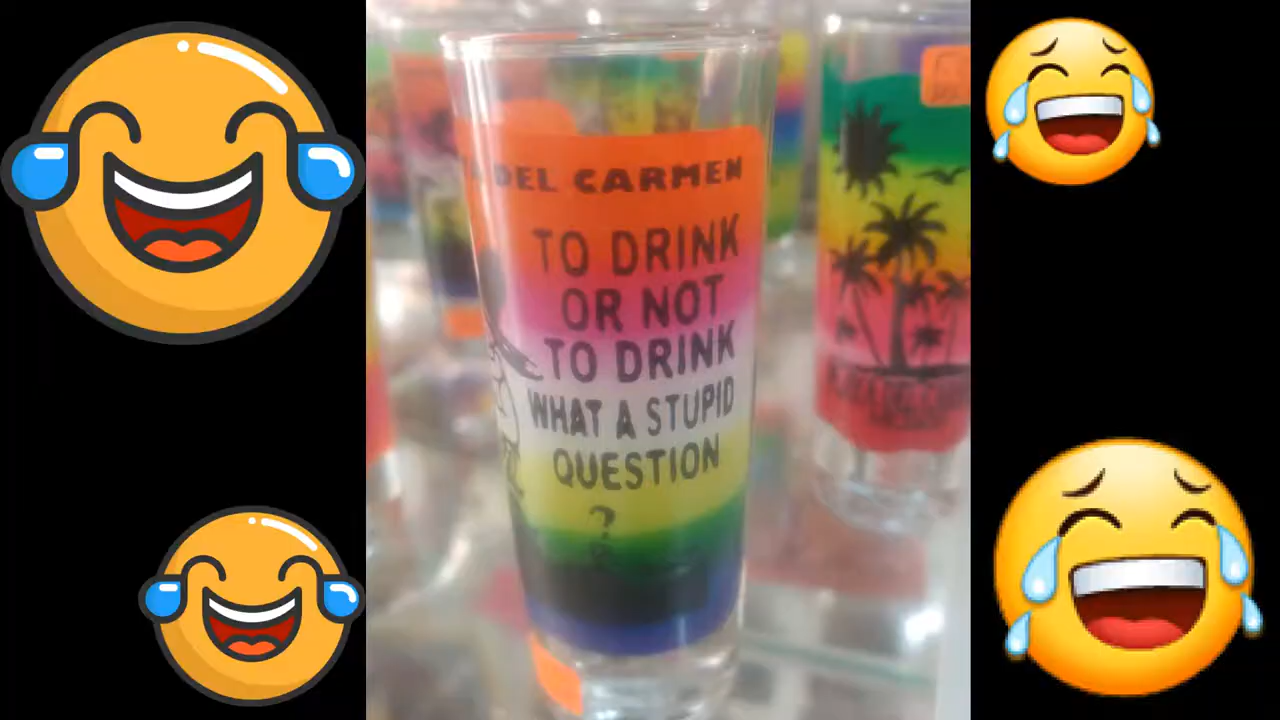 DEL CARMEN
TO DRINK
OR NOT
TO DRINK
WHAT A STUPID
QUESTION
?